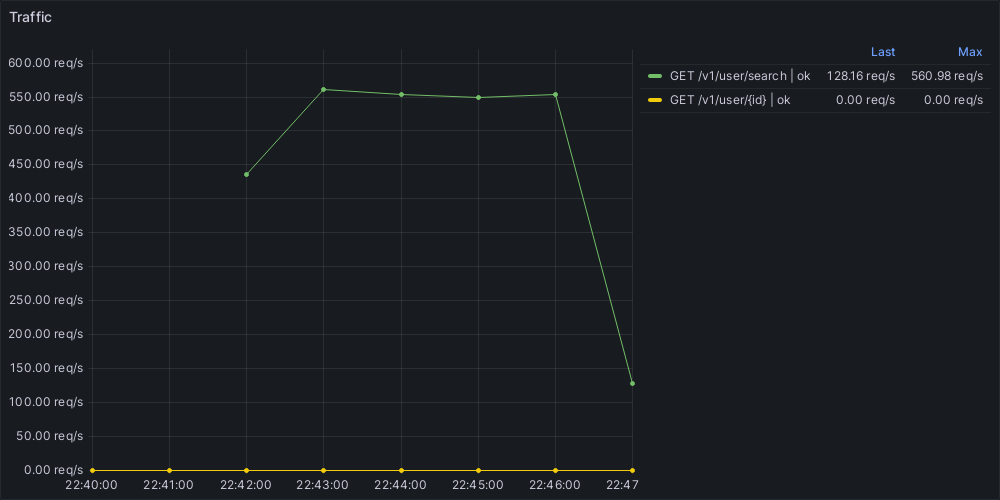 Traffic
Last Max
GET /v1/user/search | ok 128.16 req/s 560.98 req/s
GET /v1/user/{id} | ok 0.00 req/s 0.00 req/s
600.00 req/s
550.00 req/s
500.00 req/s
450.00 req/s
400.00 req/s
350.00 req/s
300.00 req/s
250.00 req/s
200.00 req/s
150.00 req/s
100.00 req/s
50.00 req/s
0.00 req/s
22:40:00 22:41:00 22:42:00 22:43:00 22:44:00 22:45:00 22:46:00 22:47